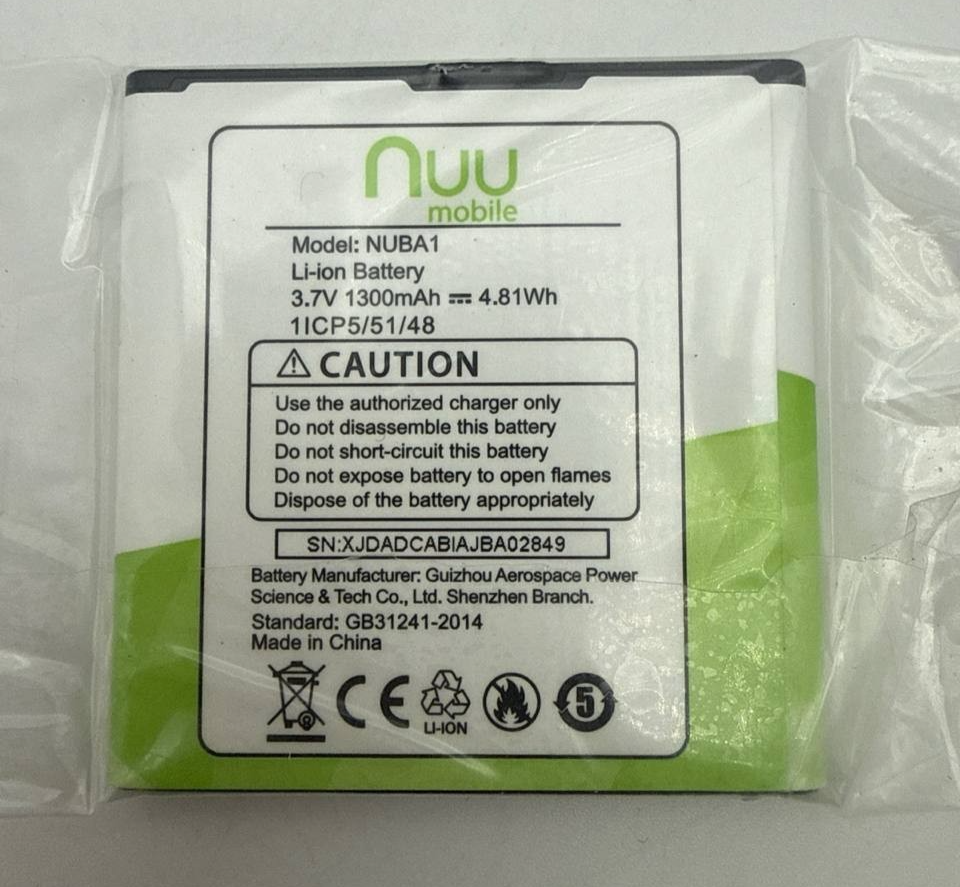 nuu
mobile
Model: NUBA1
Li-ion Battery
3.7V 1300mAh ⎓ 4.81Wh
1ICP5/51/48
⚠ CAUTION
Use the authorized charger only
Do not disassemble this battery
Do not short-circuit this battery
Do not expose battery to open flames
Dispose of the battery appropriately
SN:XJDADCABIAJBA02849
Battery Manufacturer: Guizhou Aerospace Power
Science & Tech Co., Ltd. Shenzhen Branch.
Standard: GB31241-2014
Made in China
CE
LI-ION
5